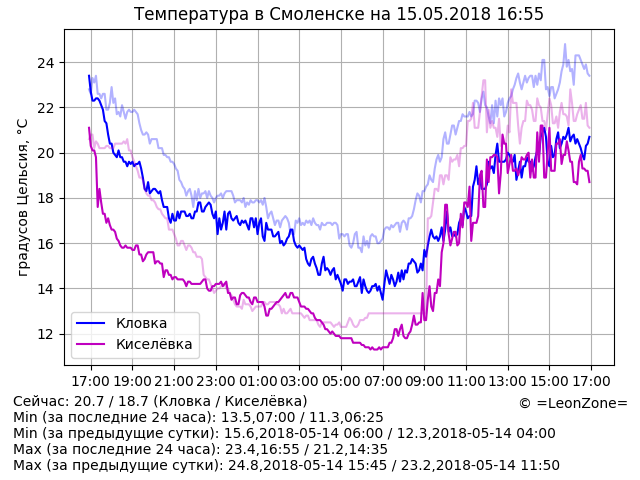 Температура в Смоленске на 15.05.2018 16:55
градусов Цельсия, °C
24
22
20
18
16
14
12
Кловка
Киселёвка
17:00 19:00 21:00 23:00 01:00 03:00 05:00 07:00 09:00 11:00 13:00 15:00 17:00
Сейчас: 20.7 / 18.7 (Кловка / Киселёвка)
© =LeonZone=
Min (за последние 24 часа): 13.5,07:00 / 11.3,06:25
Min (за предыдущие сутки): 15.6,2018-05-14 06:00 / 12.3,2018-05-14 04:00
Max (за последние 24 часа): 23.4,16:55 / 21.2,14:35
Max (за предыдущие сутки): 24.8,2018-05-14 15:45 / 23.2,2018-05-14 11:50